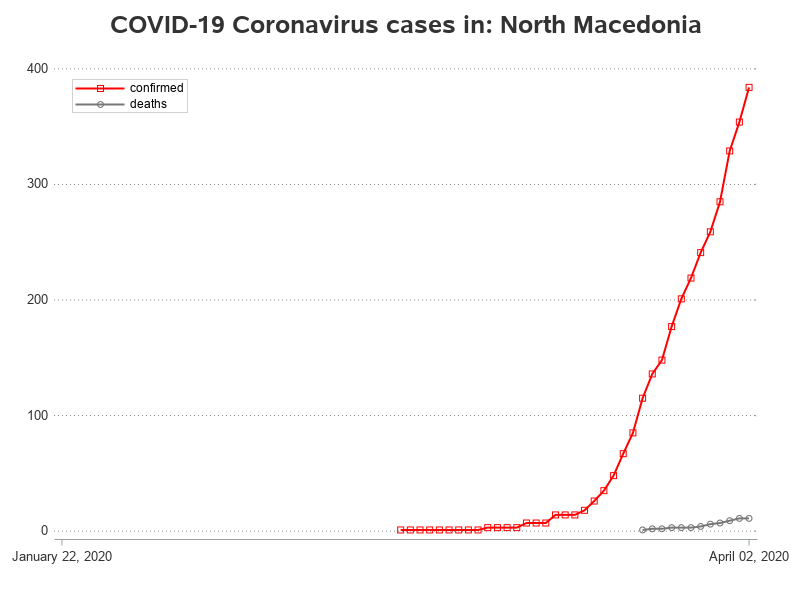 COVID-19 Coronavirus cases in: North Macedonia
400
confirmed
deaths
300
200
100
0
January 22, 2020
April 02, 2020